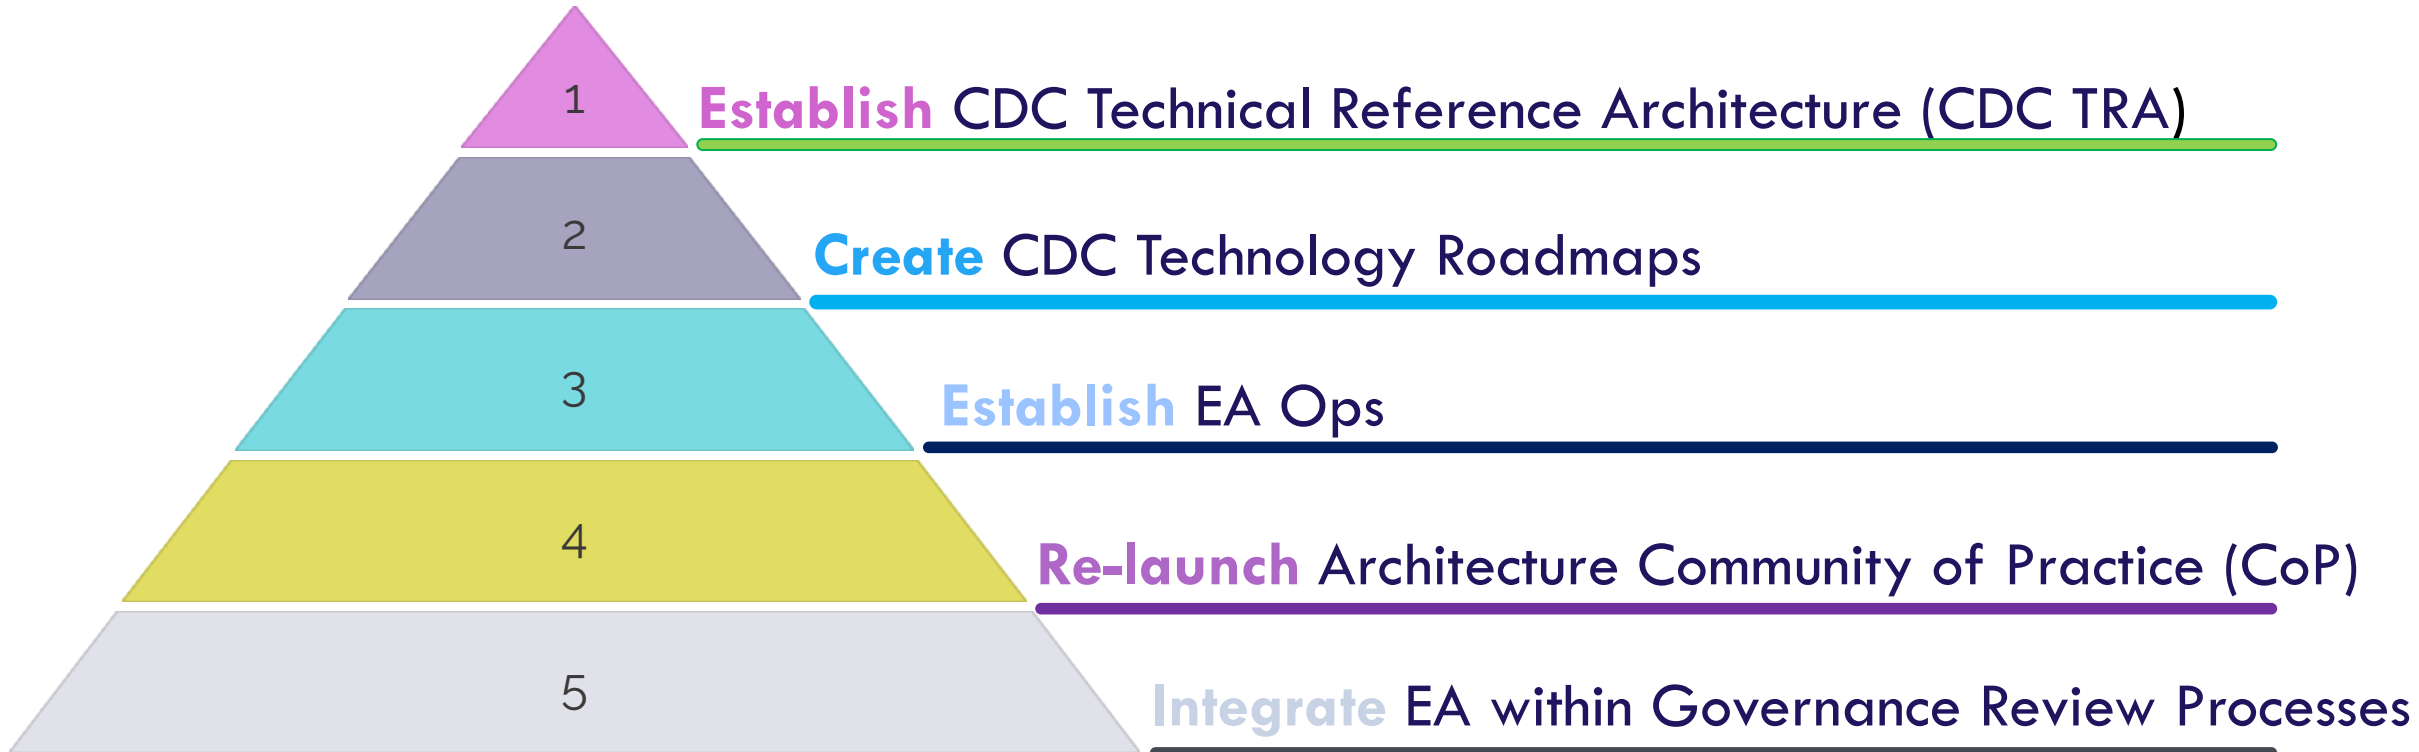 1
Establish CDC Technical Reference Architecture (CDC TRA)
2
Create CDC Technology Roadmaps
3
Establish EA Ops
4
Re-launch Architecture Community of Practice (CoP)
5
Integrate EA within Governance Review Processes